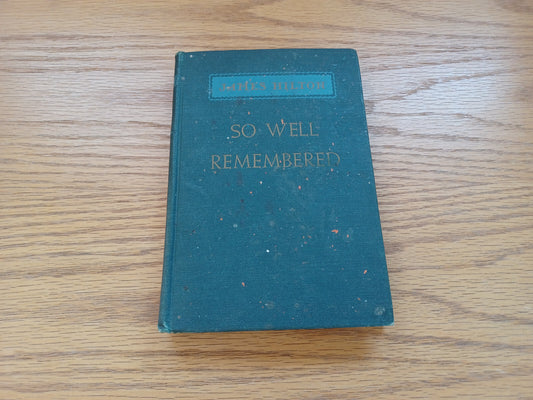 JAMES HILTON
SO WELL
REMEMBERED